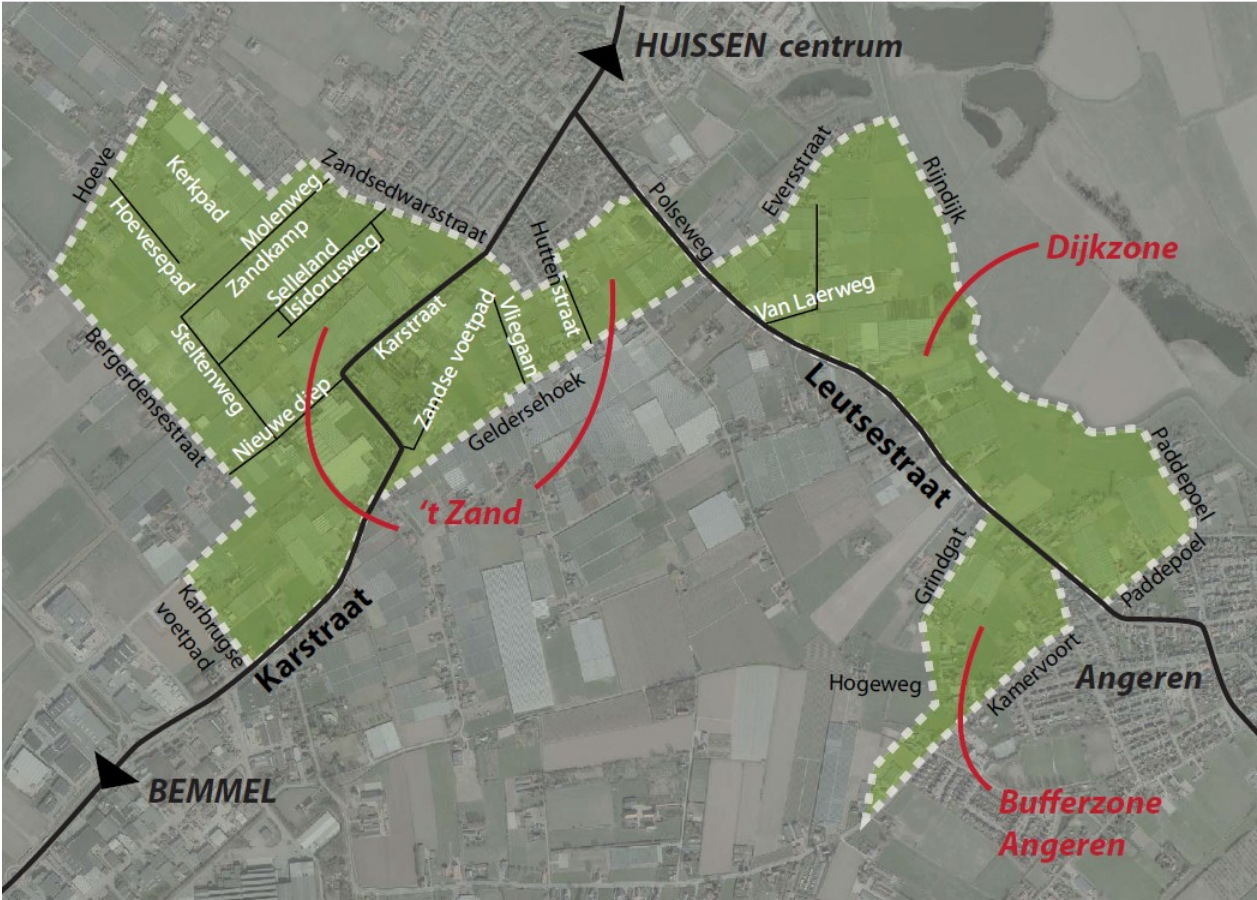 HUISSEN centrum
Zandsedwarsstraat
Eversstraat
Rijndijk
Hoeve
Kerkpad
Molenweg
Polseweg
Hoevesepad
Zandkamp
Selleland
Isidorusweg
Huttenstraat
Dijkzone
Van Laerweg
Karstraat
Zandse voetpad
Vliegaan
Bergerdensestraat
Steltenweg
Nieuwe diep
Geldersehoek
Leutsestraat
Paddepoel
‘t Zand
Grindgat
Paddepoel
Karbrugse
voetpad
Karstraat
Hogeweg
Kamervoort
Angeren
BEMMEL
Bufferzone
Angeren